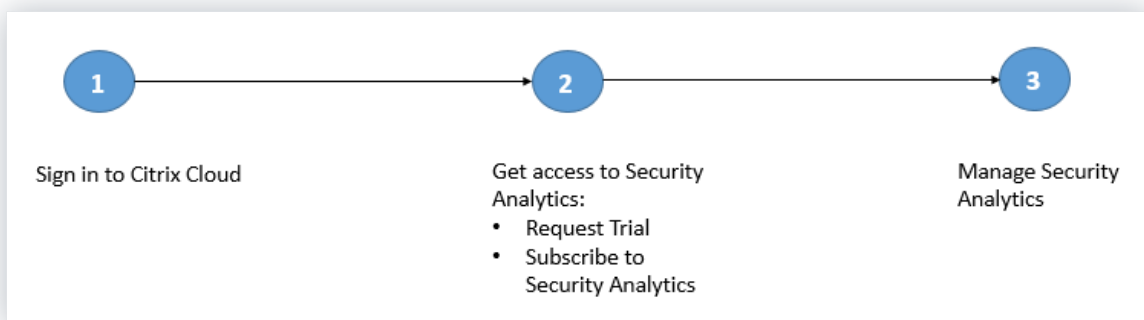 1
2
3
Sign in to Citrix Cloud
Get access to Security
Analytics:
• Request Trial
• Subscribe to
Security Analytics
Manage Security
Analytics